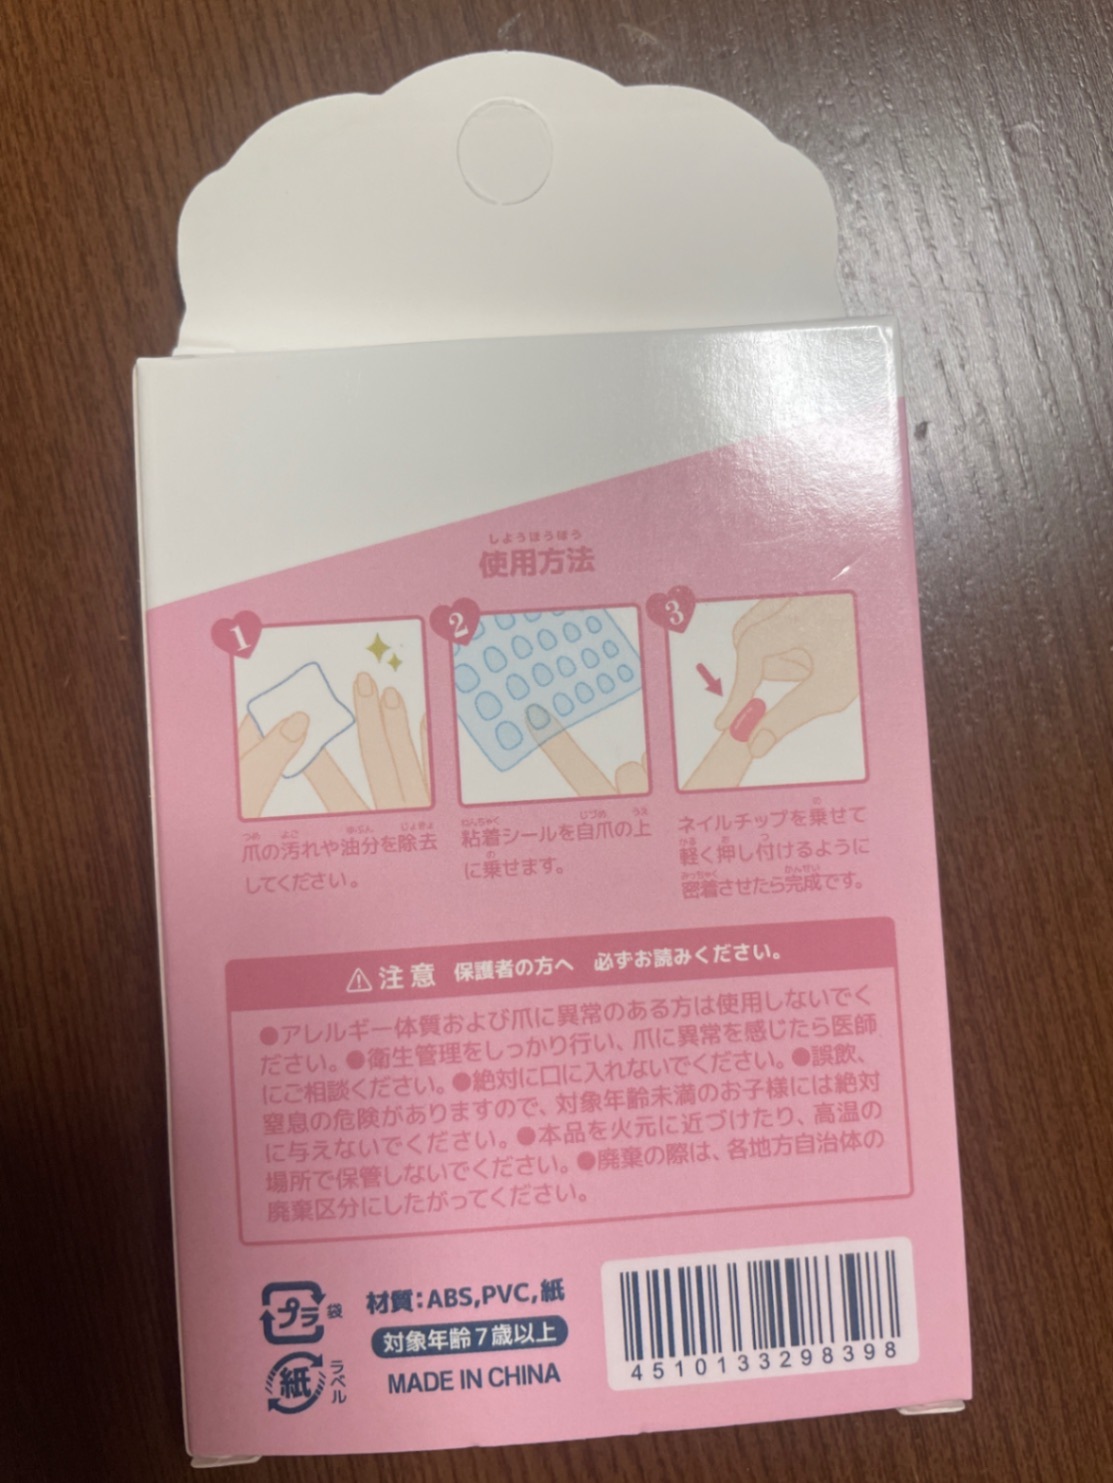 しようほうほう
使用方法
1
2
3
つめ よご ゆぶん じょきょ
爪の汚れや油分を除去
してください。
ねんちゃく じづめ うえ
粘着シールを自爪の上
の
に乗せます。
の
ネイルチップを乗せて
かる お つ
軽く押し付けるように
みっちゃく かんせい
密着させたら完成です。
注意 保護者の方へ 必ずお読みください。
●アレルギー体質および爪に異常のある方は使用しないでく
ださい。●衛生管理をしっかり行い、爪に異常を感じたら医師
にご相談ください。●絶対に口に入れないでください。●誤飲、
窒息の危険がありますので、対象年齢未満のお子様には絶対
に与えないでください。●本品を火元に近づけたり、高温の
場所で保管しないでください。●廃棄の際は、各地方自治体の
廃棄区分にしたがってください。
プラ 袋
紙 ラベル
材質:ABS,PVC,紙
対象年齢7歳以上
MADE IN CHINA
4510133298398